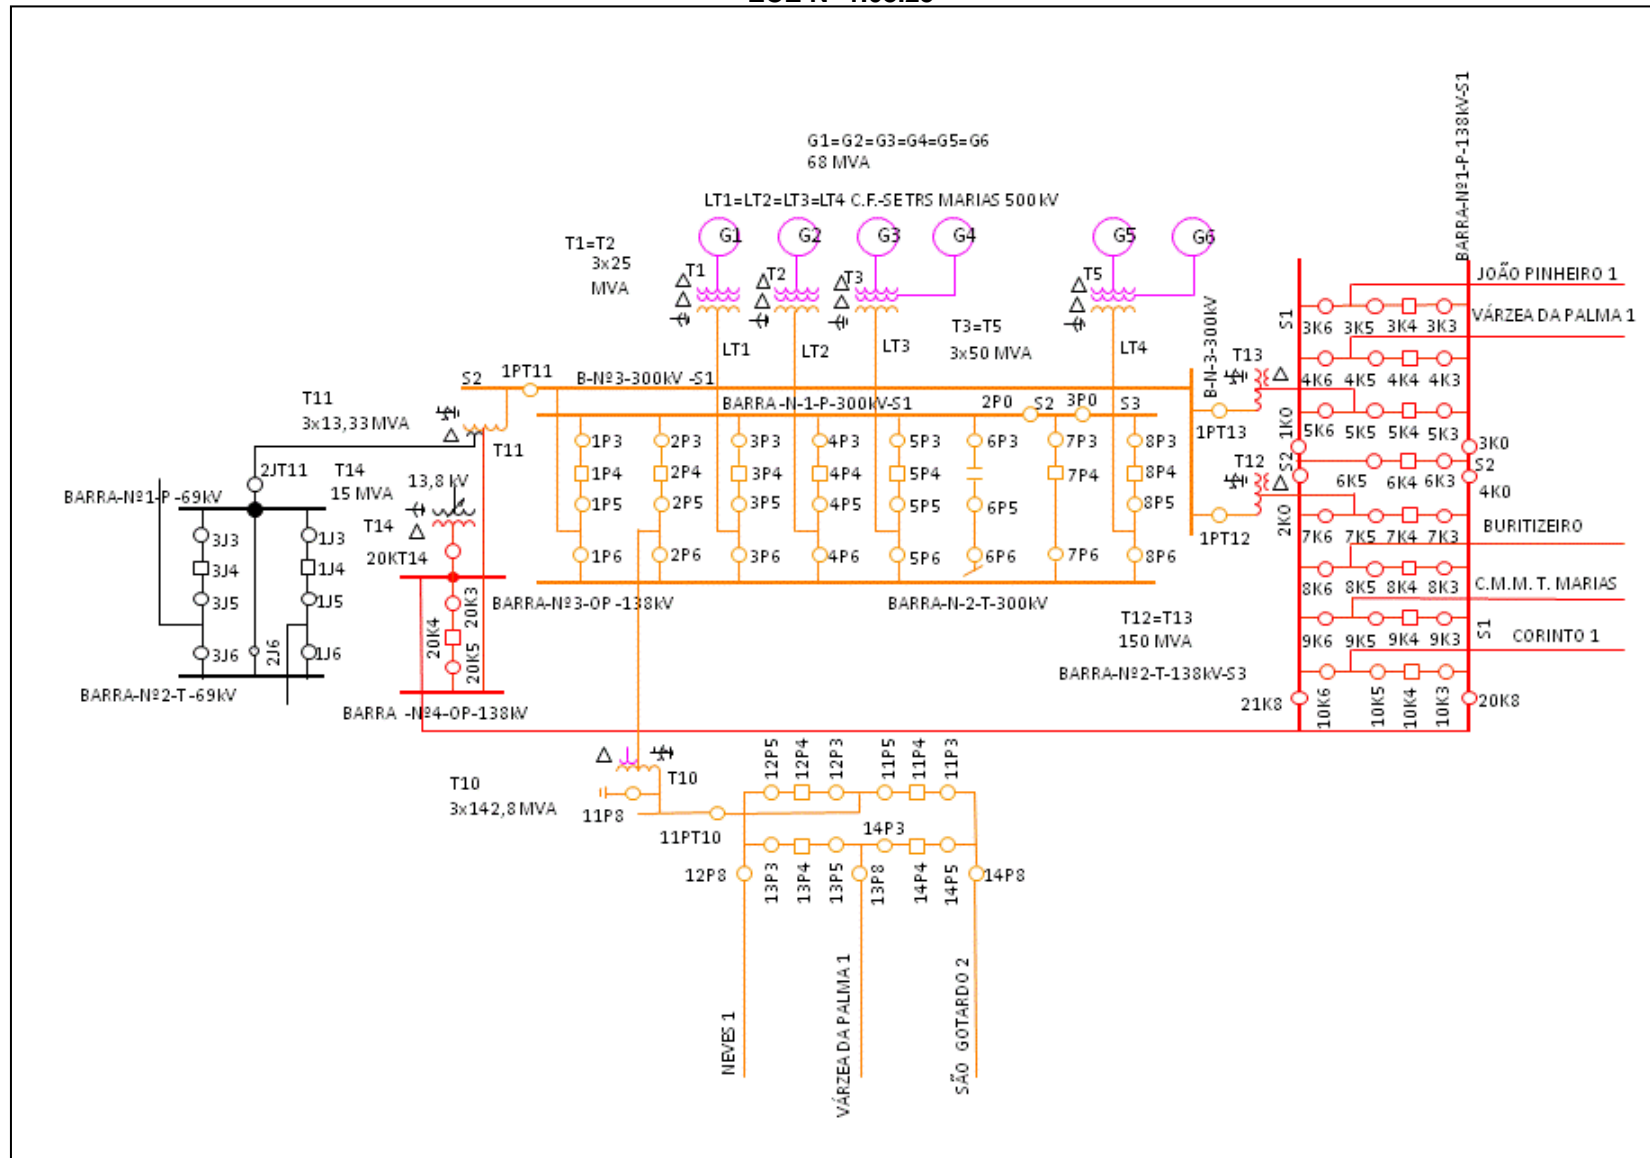 G1=G2=G3=G4=G5=G6
68 MVA
LT1=LT2=LT3=LT4 C.F.-SETRS MARIAS 500kV
T1=T2
3x25
MVA
G1
G2
G3
G4
G5
G6
T1
T2
T3
T5
T3=T5
3x50 MVA
LT1
LT2
LT3
LT4
S2
1PT11
B-Nº3-300kV -S1
B-N-3-300kV
BARRA-N-1-P-300kV-S1
2P0
S2
3P0
S3
T11
3x13,33 MVA
T11
2JT11
T14
15 MVA
13,8 kV
T14
20KT14
BARRA-Nº1-P -69kV
3J3
3J4
3J5
3J6
2J6
1J3
1J4
1J5
1J6
BARRA-Nº2-T -69kV
20K3
20K4
20K5
BARRA-Nº3-OP -138kV
BARRA -Nº4-OP-138kV
1P3
1P4
1P5
1P6
2P3
2P4
2P5
2P6
3P3
3P4
3P5
3P6
4P3
4P4
4P5
4P6
5P3
5P4
5P5
5P6
6P3
6P5
6P6
7P3
7P4
7P6
8P3
8P4
8P5
8P6
BARRA-N-2-T-300kV
T12=T13
150 MVA
BARRA-Nº2-T-138kV-S3
T13
1PT13
T12
1PT12
BARRA-Nº1-P-138kV-S1
S1
1K0
S2
2K0
JOÃO PINHEIRO 1
3K6 3K5 3K4 3K3
VÁRZEA DA PALMA 1
4K6 4K5 4K4 4K3
5K6 5K5 5K4 5K3
3K0
S2
6K5 6K4 6K3
4K0
7K6 7K5 7K4 7K3
BURITIZEIRO
8K6 8K5 8K4 8K3
C.M.M. T. MARIAS
9K6 9K5 9K4 9K3
S1
CORINTO 1
10K6 10K5 10K4 10K3
21K8
20K8
T10
T10
3x142,8 MVA
11P8
11PT10
12P5
12P4
12P3
11P5
11P4
11P3
14P3
13P3
13P4
13P5
13P8
14P4
14P5
12P8
14P8
NEVES 1
VÁRZEA DA PALMA 1
SÃO GOTARDO 2